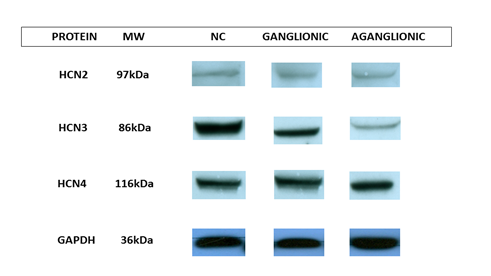 PROTEIN MW NC GANGLIONIC AGANGLIONIC
HCN2 97kDa
HCN3 86kDa
HCN4 116kDa
GAPDH 36kDa